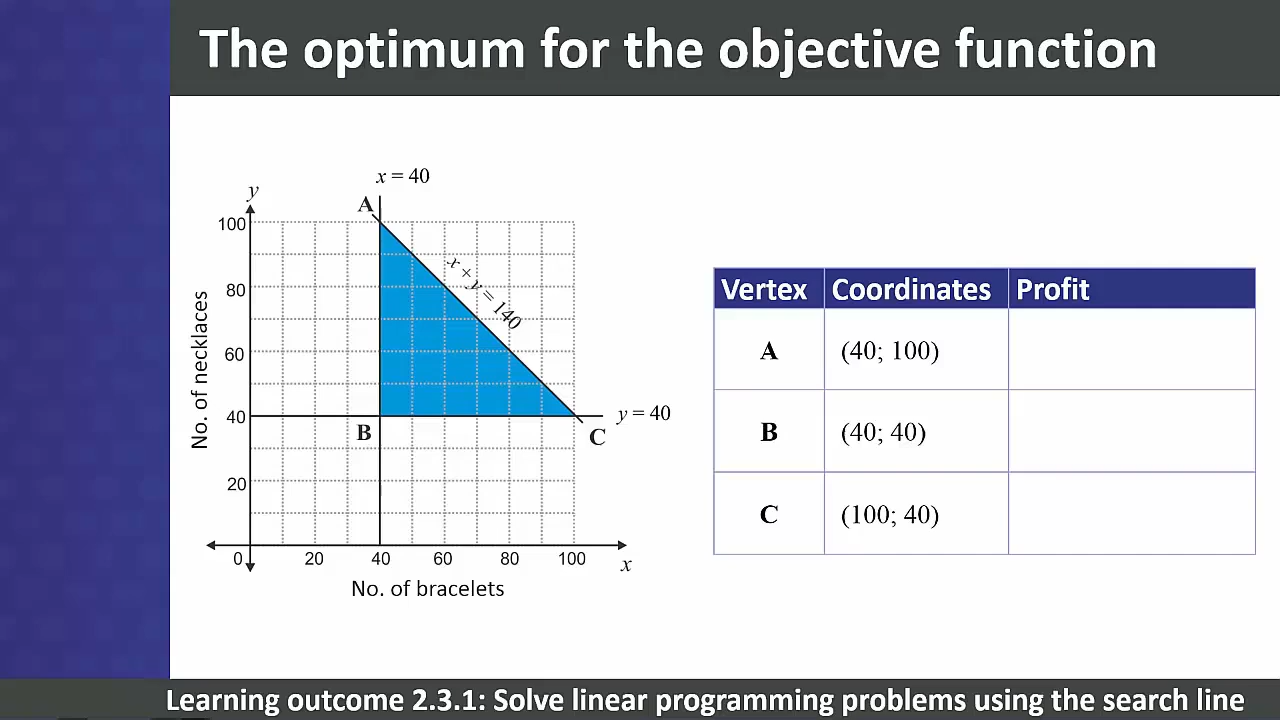 The optimum for the objective function
x = 40
y
A
100
80
60
40
20
0
x + y = 140
No. of necklaces
B
C
y = 40
20 40 60 80 100
x
No. of bracelets
Vertex Coordinates Profit
A (40; 100)
B (40; 40)
C (100; 40)
Learning outcome 2.3.1: Solve linear programming problems using the search line